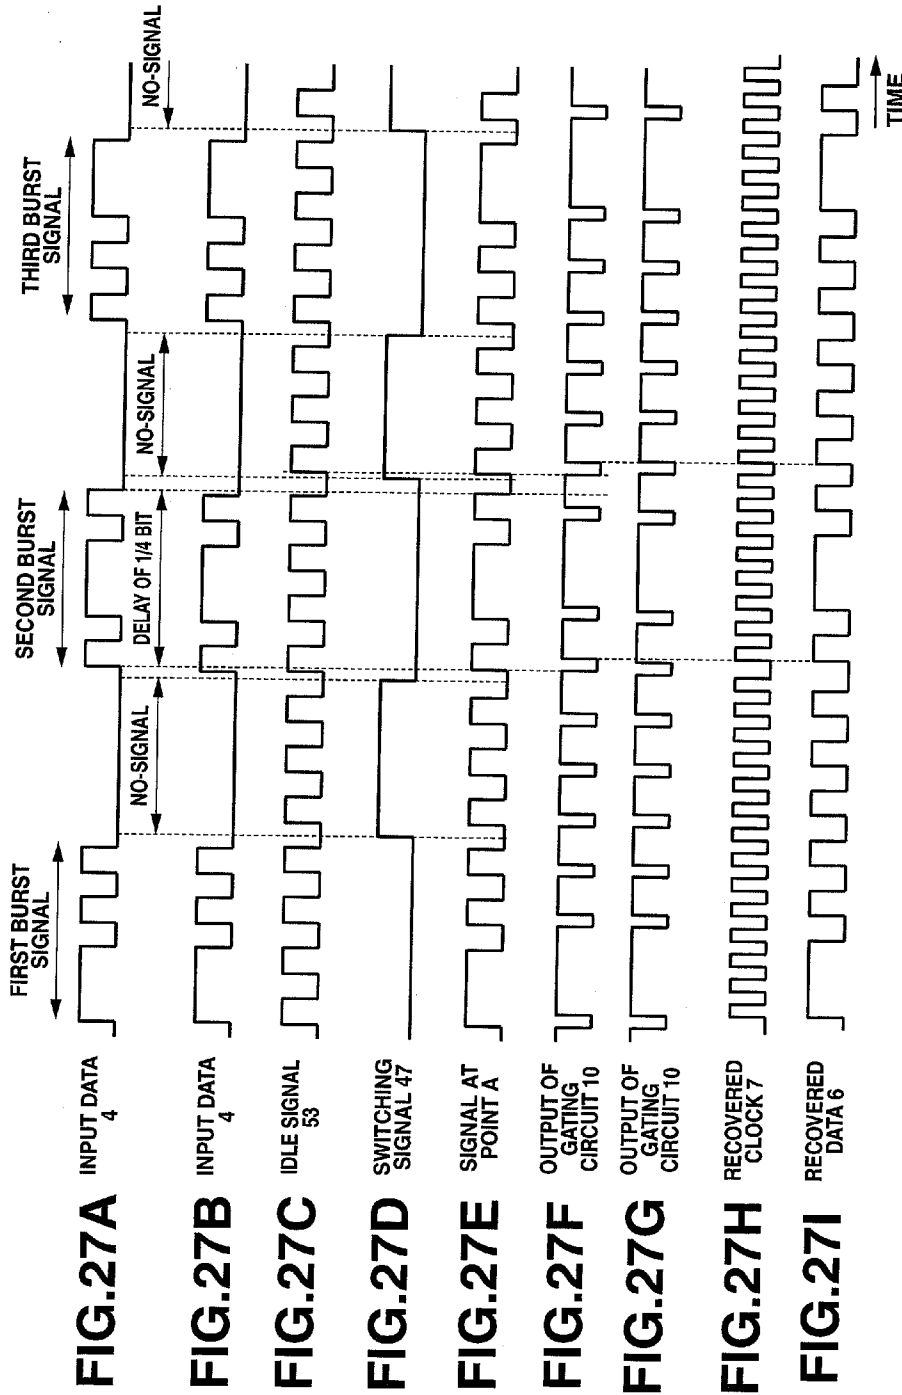 FIRST BURST
SIGNAL
SECOND BURST
SIGNAL
THIRD BURST
SIGNAL
FIG.27A
INPUT DATA
4
NO-SIGNAL
DELAY OF 1/4 BIT
NO-SIGNAL
NO-SIGNAL
FIG.27B
INPUT DATA
4
FIG.27C
IDLE SIGNAL
53
FIG.27D
SWITCHING
SIGNAL 47
FIG.27E
SIGNAL AT
POINT A
FIG.27F
OUTPUT OF
GATING
CIRCUIT 10
FIG.27G
OUTPUT OF
GATING
CIRCUIT 10
FIG.27H
RECOVERED
CLOCK 7
FIG.27I
RECOVERED
DATA 6
TIME